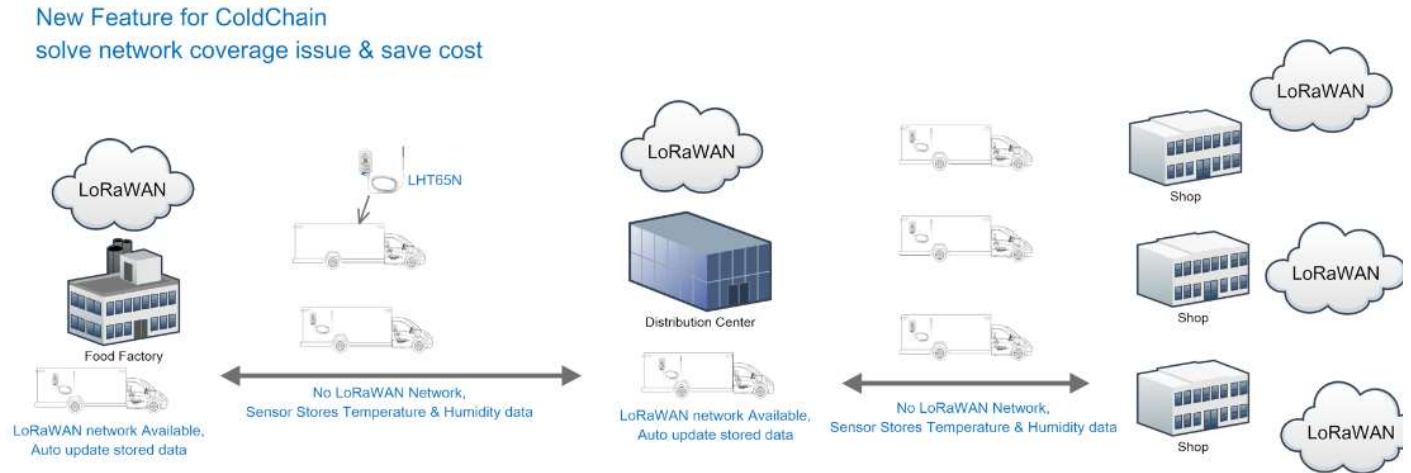 New Feature for ColdChain
solve network coverage issue & save cost
LoRaWAN
LHT65N
Food Factory
LoRaWAN network Available,
Auto update stored data
No LoRaWAN Network,
Sensor Stores Temperature & Humidity data
LoRaWAN
Distribution Center
LoRaWAN network Available,
Auto update stored data
No LoRaWAN Network,
Sensor Stores Temperature & Humidity data
LoRaWAN
Shop
LoRaWAN
Shop
LoRaWAN
Shop